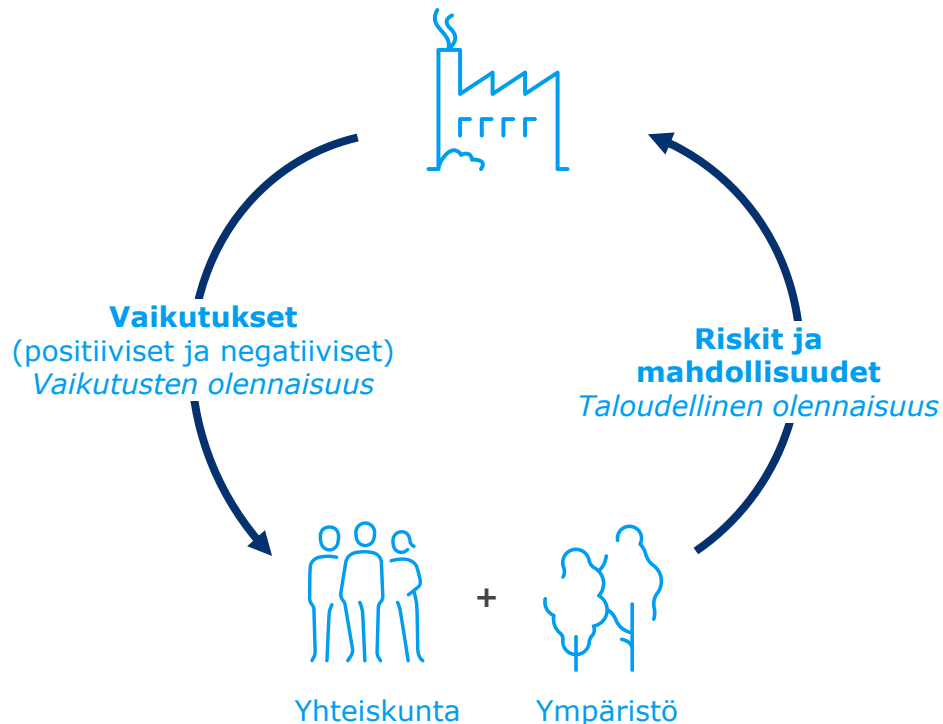 Vaikutukset
(positiiviset ja negatiiviset)
Vaikutusten olennaisuus
Riskit ja
mahdollisuudet
Taloudellinen olennaisuus
+
Yhteiskunta
Ympäristö